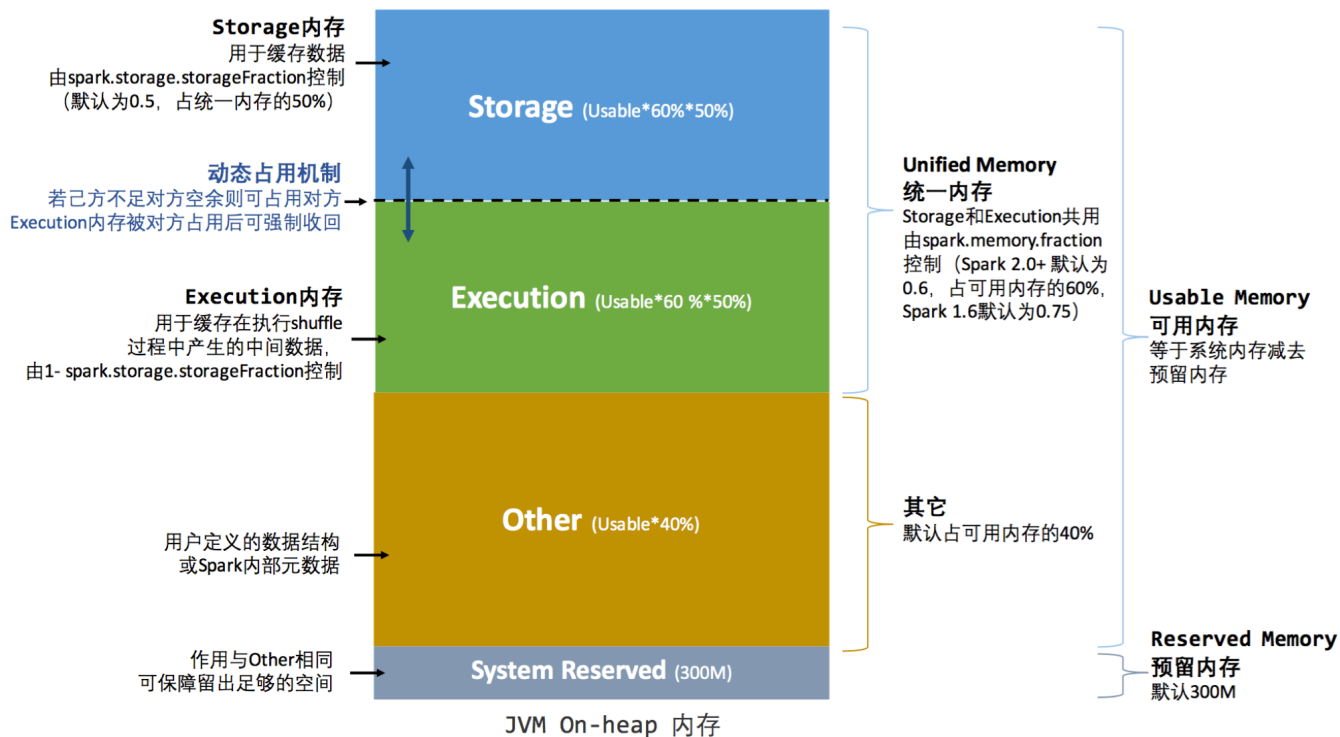 Storage内存
用于缓存数据
由spark.storage.storageFraction控制
（默认为0.5，占统一内存的50%）
动态占用机制
若己方不足对方空余则可占用对方
Execution内存被对方占用后可强制收回
Execution内存
用于缓存在执行shuffle
过程中产生的中间数据，
由1- spark.storage.storageFraction控制
用户定义的数据结构
或Spark内部元数据
作用与Other相同
可保障留出足够的空间
Storage (Usable*60%*50%)
Execution (Usable*60 %*50%)
Other (Usable*40%)
System Reserved (300M)
JVM On-heap 内存
Unified Memory
统一内存
Storage和Execution共用
由spark.memory.fraction
控制（Spark 2.0+ 默认为
0.6，占可用内存的60%，
Spark 1.6默认为0.75）
其它
默认占可用内存的40%
Usable Memory
可用内存
等于系统内存减去
预留内存
Reserved Memory
预留内存
默认300M